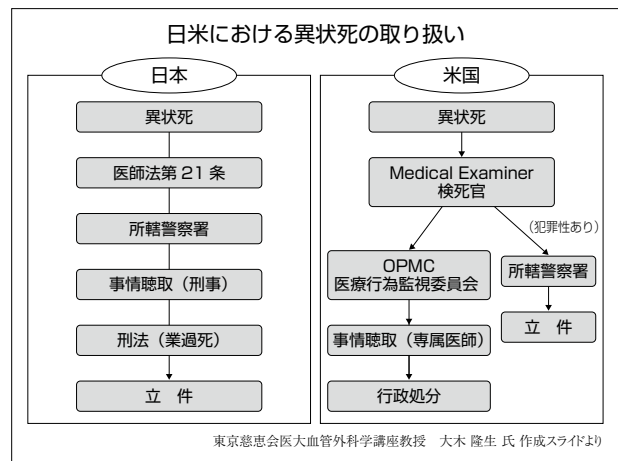 日米における異状死の取り扱い
日本
異状死
医師法第21条
所轄警察署
事情聴取（刑事）
刑法（業過死）
立　件
米国
異状死
Medical Examiner
検死官
（犯罪性あり）
OPMC
医療行為監視委員会
所轄警察署
事情聴取（専属医師）
立　件
行政処分
東京慈恵会医大血管外科学講座教授　大木 隆生 氏 作成スライドより